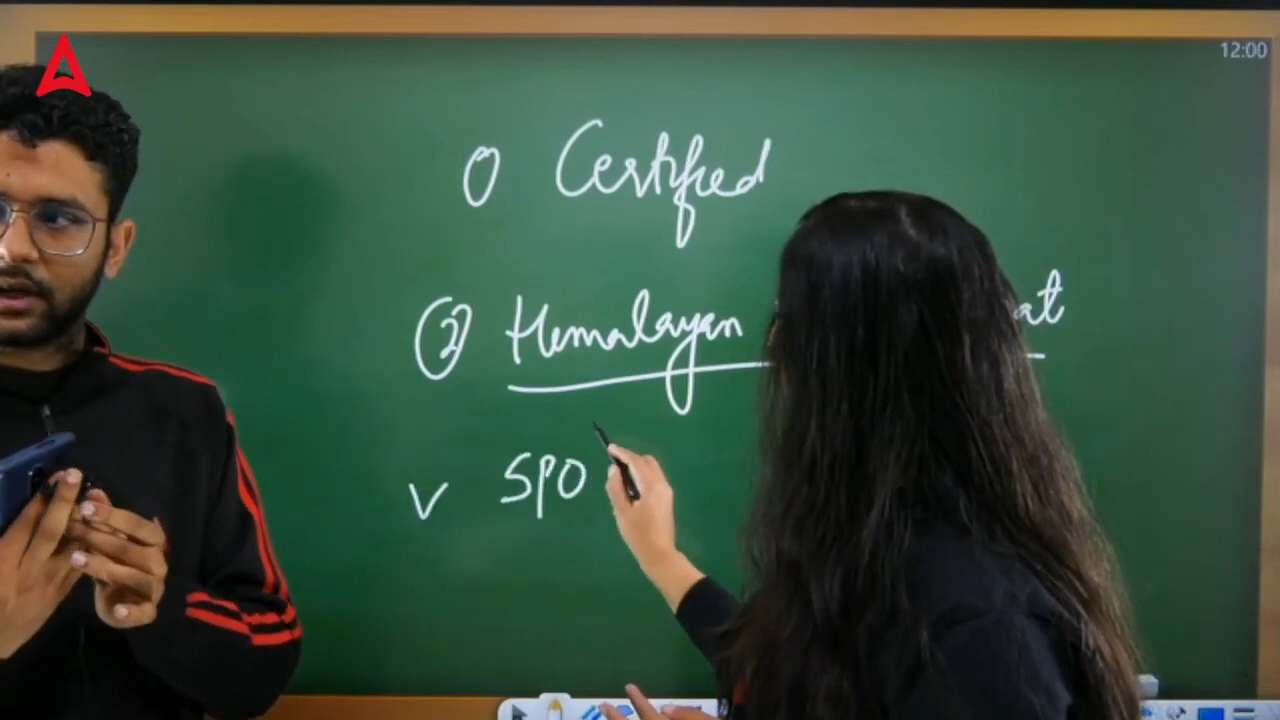 12:00
① Certified
② Hemalayan at
✓ SPO